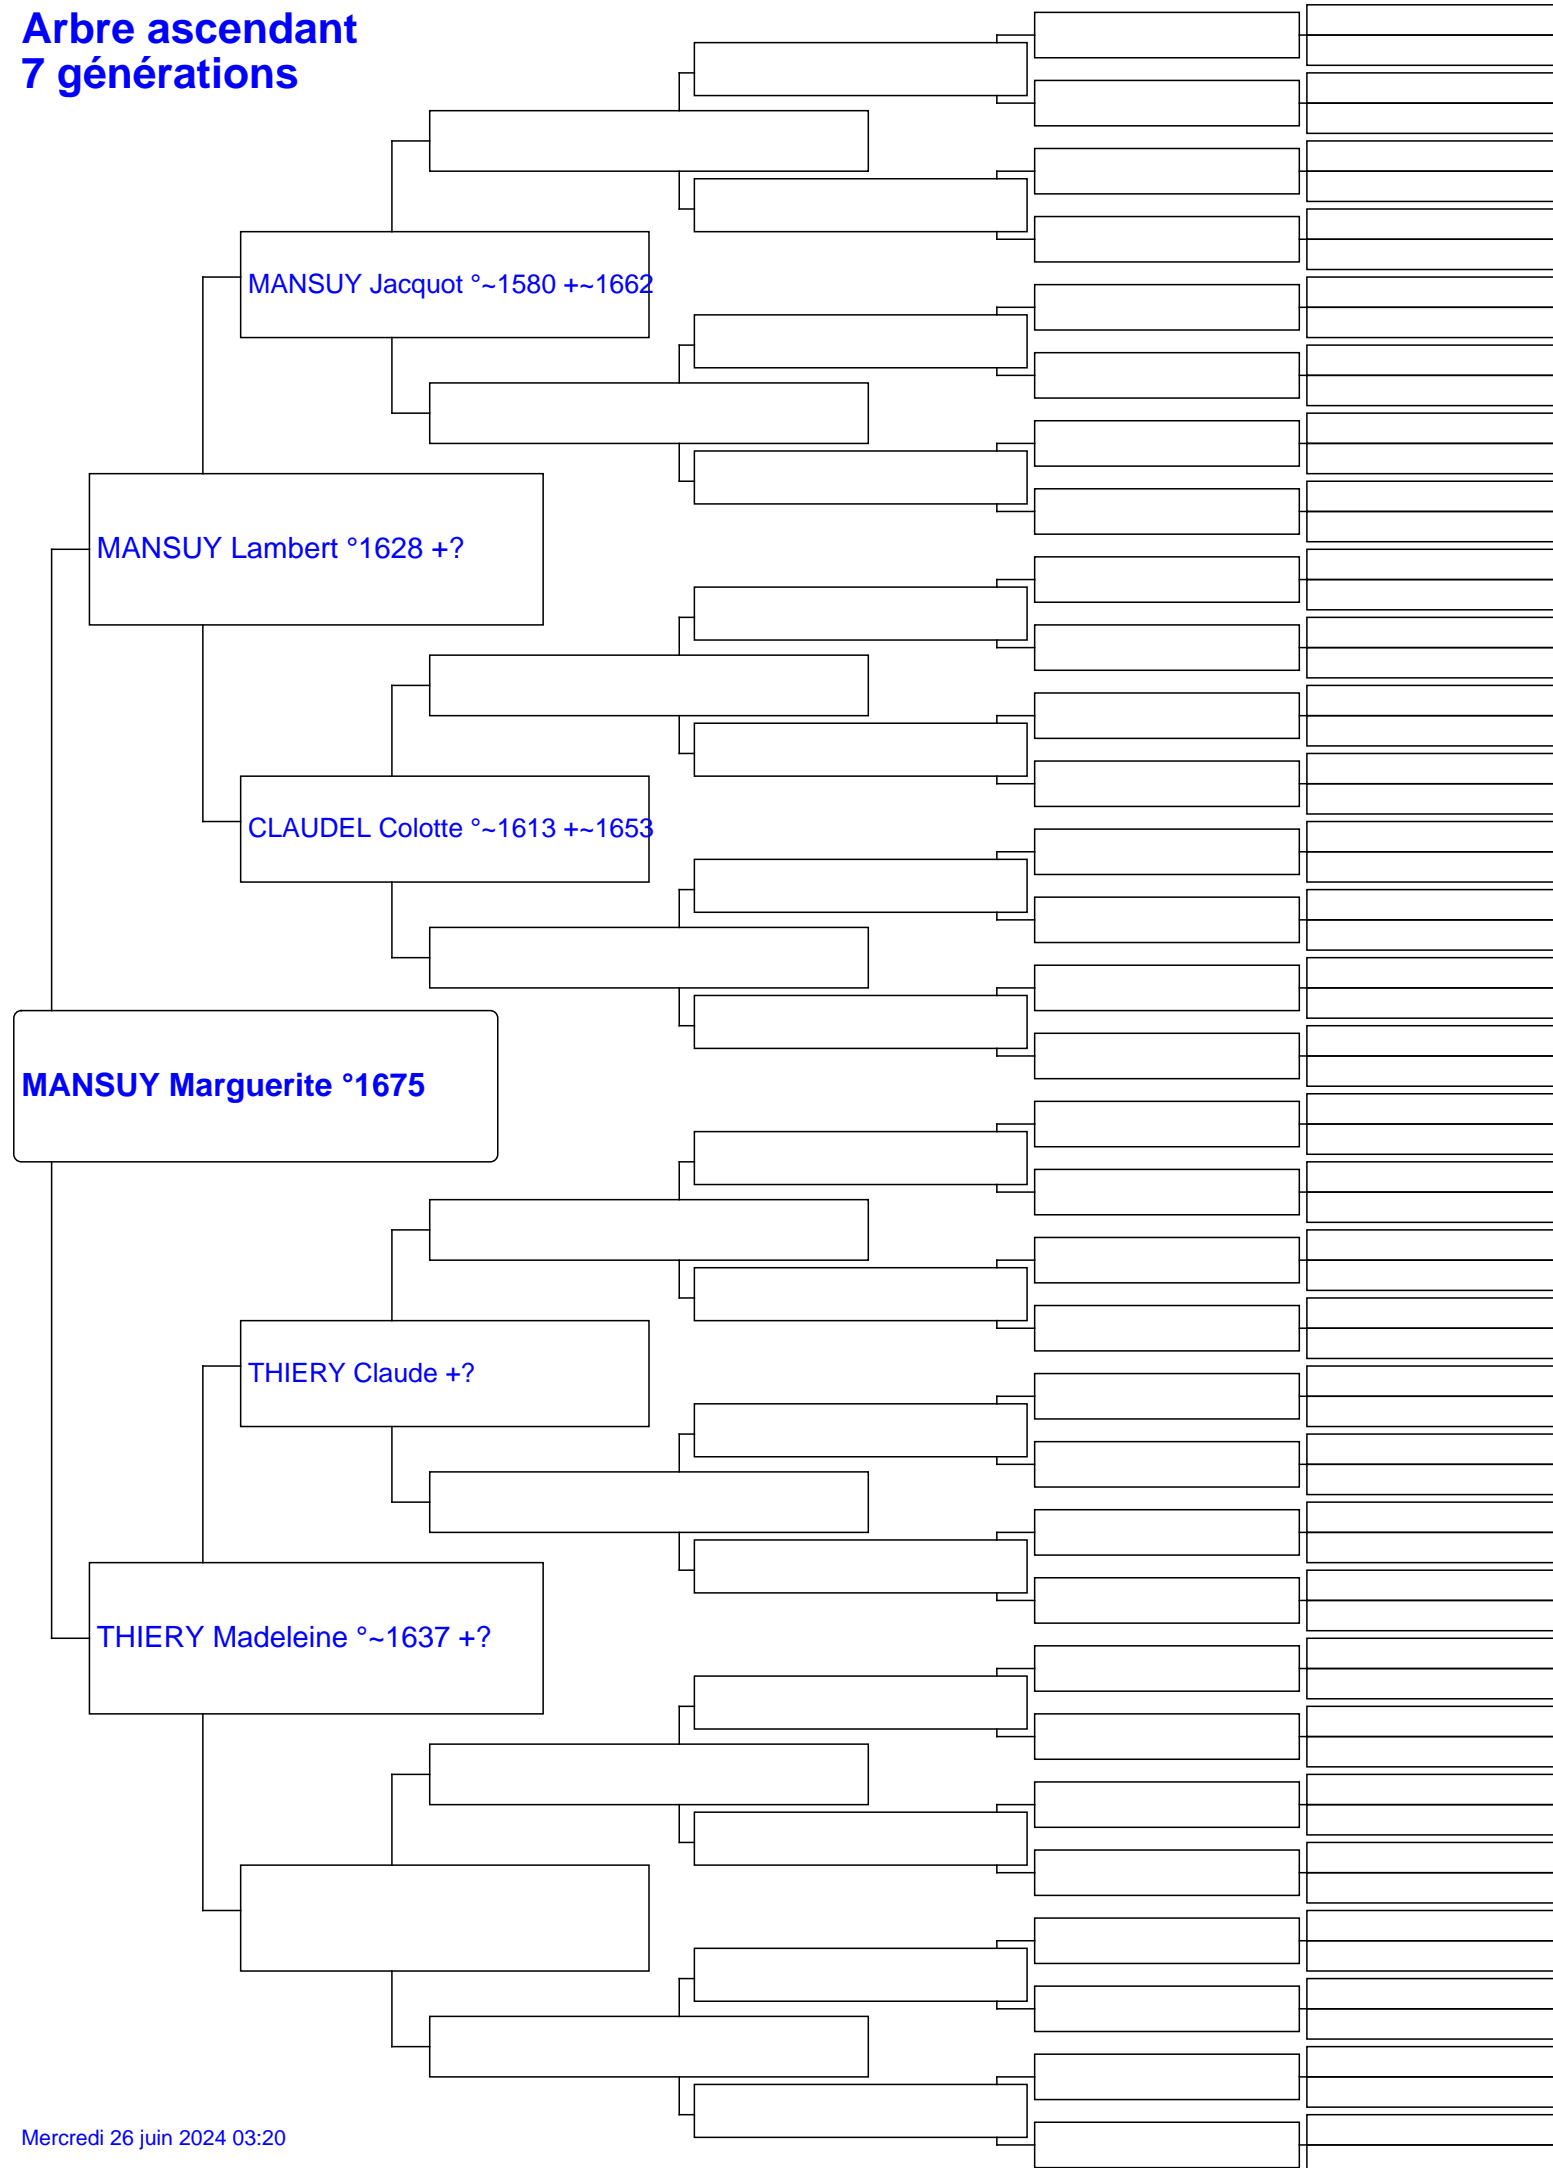 Arbre ascendant
7 générations
MANSUY Jacquot °~1580 +~1662
MANSUY Lambert °1628 +?
CLAUDEL Colotte °~1613 +~1653
MANSUY Marguerite °1675
THIERY Claude +?
THIERY Madeleine °~1637 +?
Mercredi 26 juin 2024 03:20